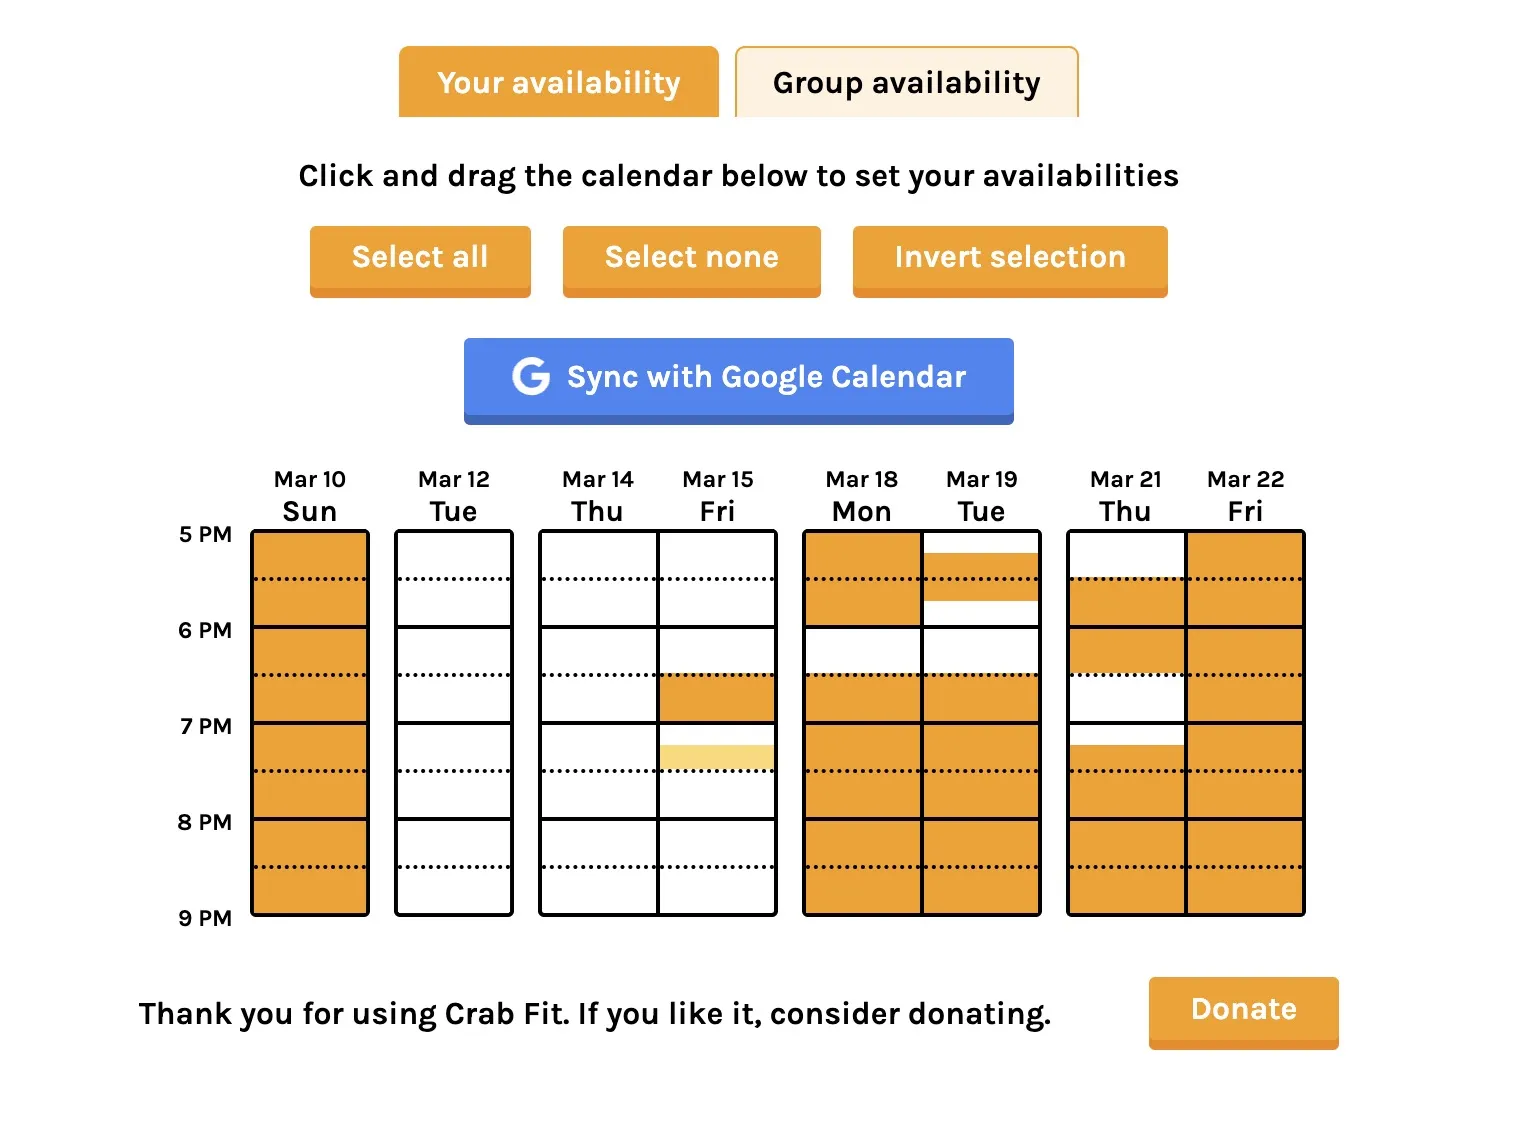 Your availability
Group availability
Click and drag the calendar below to set your availabilities
Select all
Select none
Invert selection
G Sync with Google Calendar
Mar 10 Mar 12 Mar 14 Mar 15 Mar 18 Mar 19 Mar 21 Mar 22
Sun Tue Thu Fri Mon Tue Thu Fri
5 PM
6 PM
7 PM
8 PM
9 PM
Thank you for using Crab Fit. If you like it, consider donating.
Donate